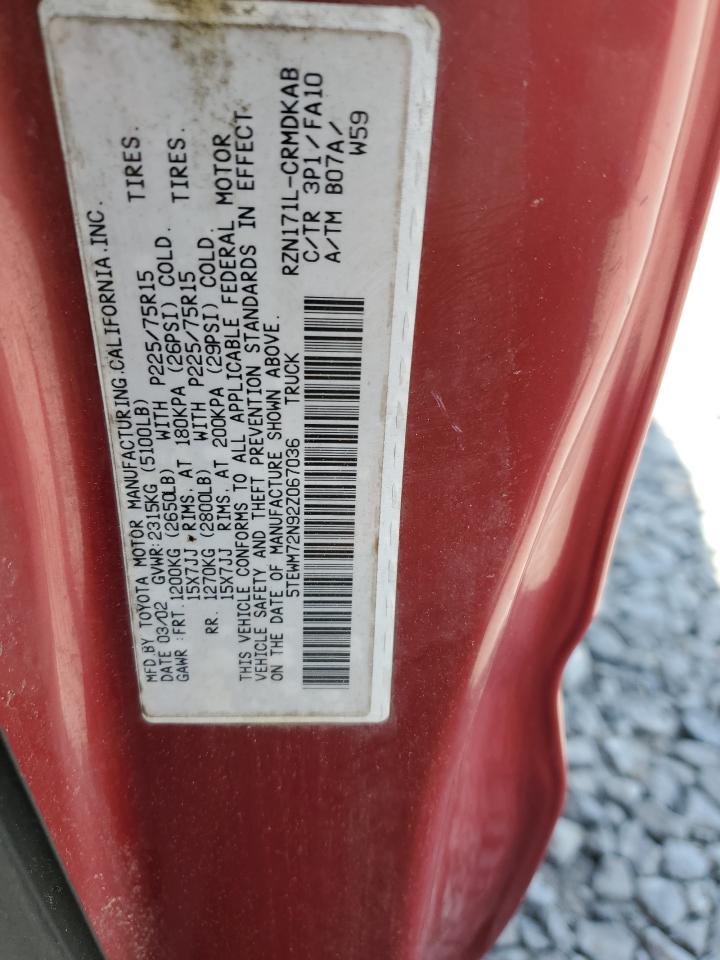 MFD.BY TOYOTA MOTOR MANUFACTURING.CALIFORNIA.INC.
DATE 03/02 GVWR:2315KG (5100LB)
GAWR :FRT.1200KG (2650LB) WITH P225/75R15 TIRES.
15X7JJ RIMS. AT 180KPA (26PSI) COLD.
RR. 1270KG (2800LB) WITH P225/75R15 TIRES.
15X7JJ RIMS. AT 200KPA (29PSI) COLD.
THIS VEHICLE CONFORMS TO ALL APPLICABLE FEDERAL MOTOR
VEHICLE SAFETY AND THEFT PREVENTION STANDARDS IN EFFECT
ON THE DATE OF MANUFACTURE SHOWN ABOVE.
5TEWM72N92Z067036 TRUCK
RZN171L-CRMDKAB
C/TR 3P1/FA10
A/TM B07A/
W59